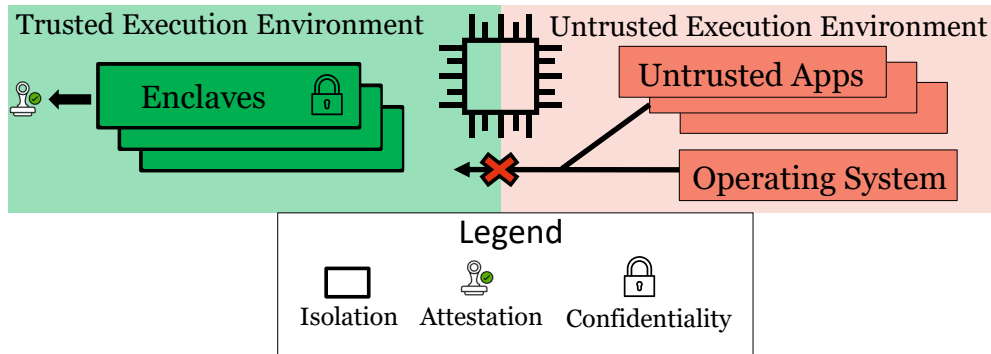 Trusted Execution Environment
Untrusted Execution Environment
Enclaves
Untrusted Apps
Operating System
Legend
Isolation
Attestation
Confidentiality